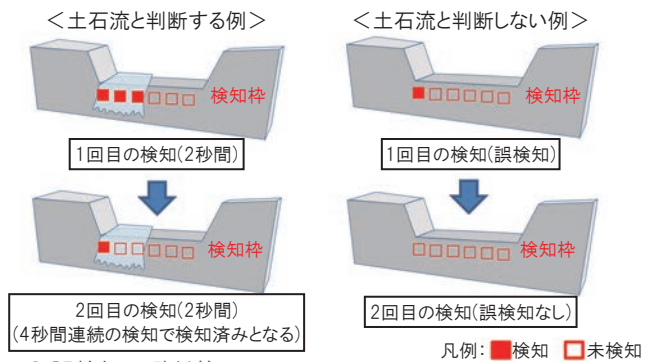 ＜土石流と判断する例＞
＜土石流と判断しない例＞
検知枠
検知枠
1回目の検知(2秒間)
1回目の検知(誤検知)
検知枠
検知枠
2回目の検知(2秒間)
(4秒間連続の検知で検知済みとなる)
2回目の検知(誤検知なし)
凡例: 検知 未検知